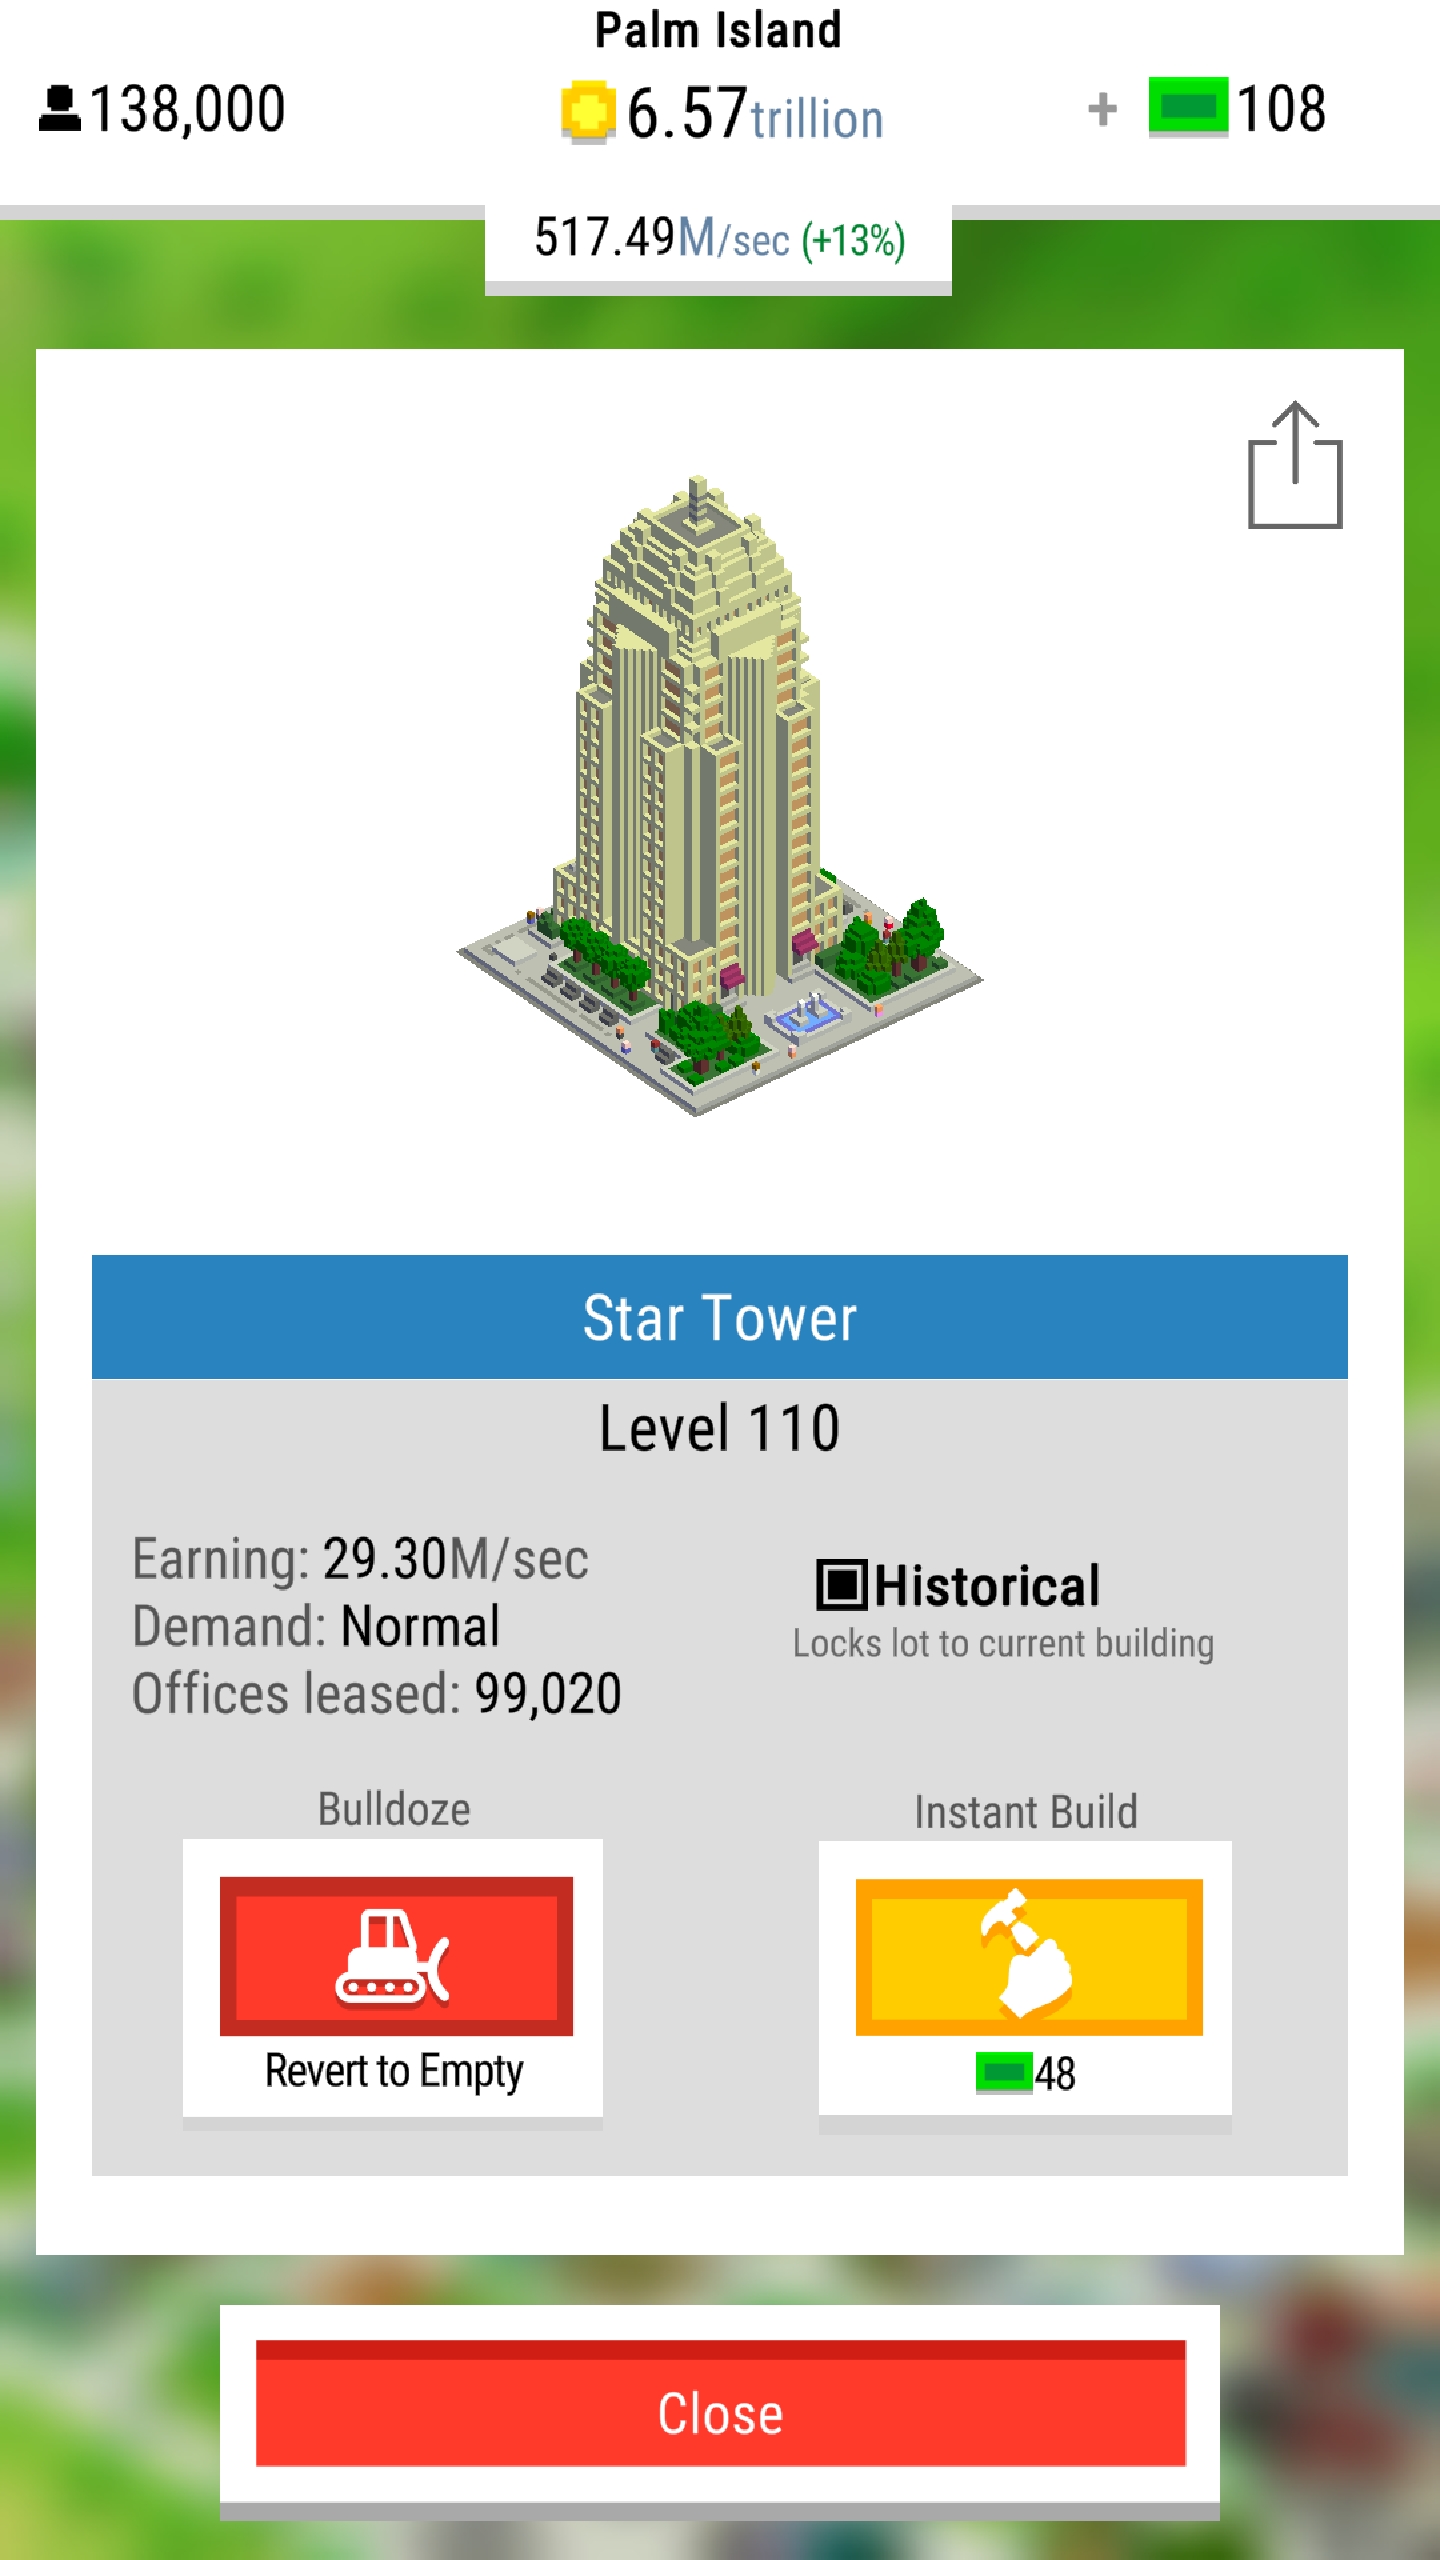 Palm Island
138,000
6.57trillion
+ 108
517.49M/sec (+13%)
Star Tower
Level 110
Earning: 29.30M/sec
Demand: Normal
Offices leased: 99,020
Historical
Locks lot to current building
Bulldoze
Revert to Empty
Instant Build
48
Close